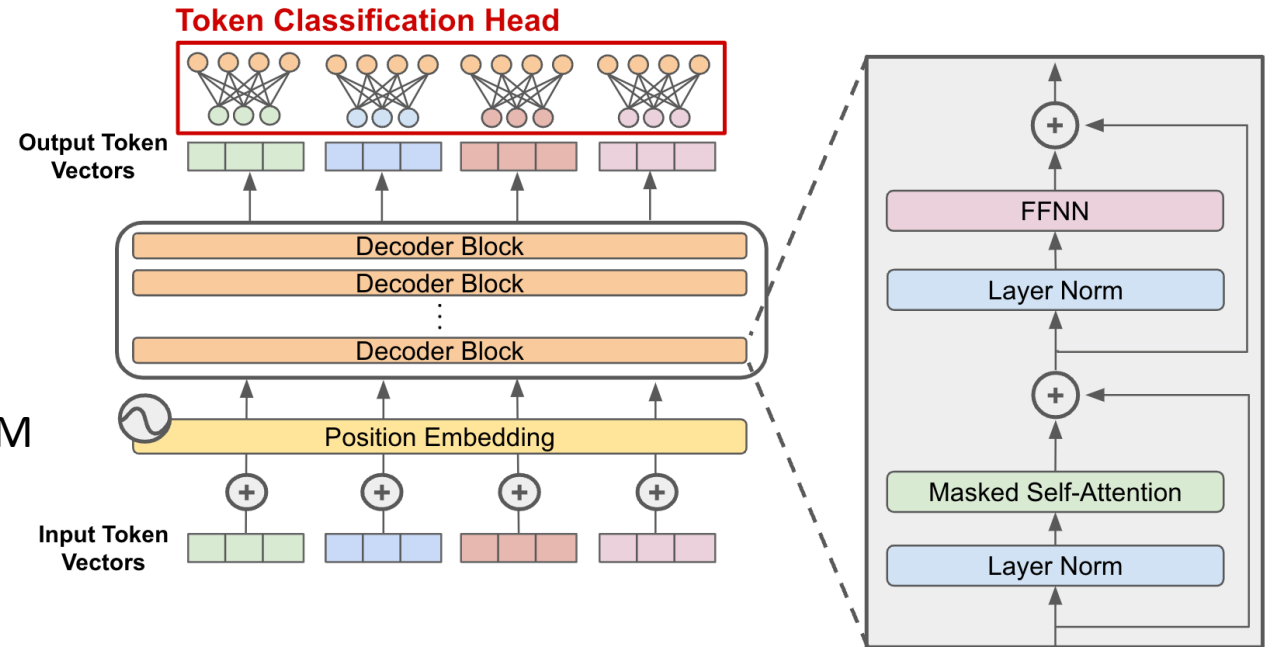 Token Classification Head
Output Token
Vectors
Decoder Block
Decoder Block
Decoder Block
M
Position Embedding
Input Token
Vectors
FFNN
Layer Norm
Masked Self-Attention
Layer Norm